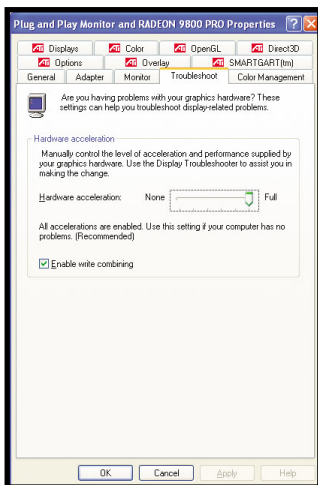 Plug and Play Monitor and RADEON 9800 PRO Properties
Displays Color OpenGL Direct3D
Options Overlay SMARTGART(tm)
General Adapter Monitor Troubleshoot Color Management
Are you having problems with your graphics hardware? These
settings can help you troubleshoot display-related problems.
Hardware acceleration
Manually control the level of acceleration and performance supplied by
your graphics hardware. Use the Display Troubleshooter to assist you in
making the change.
Hardware acceleration: None Full
All accelerations are enabled. Use this setting if your computer has no
problems. (Recommended)
Enable write combining
OK Cancel Apply Help